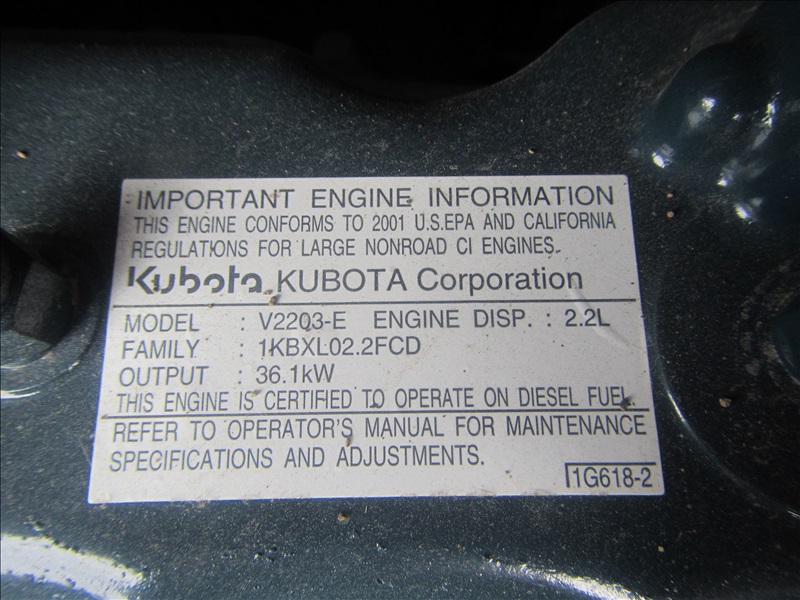 IMPORTANT ENGINE INFORMATION
THIS ENGINE CONFORMS TO 2001 U.S.EPA AND CALIFORNIA
REGULATIONS FOR LARGE NONROAD CI ENGINES.
Kubota KUBOTA Corporation
MODEL : V2203-E ENGINE DISP. : 2.2L
FAMILY : 1KBXL02.2FCD
OUTPUT : 36.1kW
THIS ENGINE IS CERTIFIED TO OPERATE ON DIESEL FUEL.
REFER TO OPERATOR'S MANUAL FOR MAINTENANCE
SPECIFICATIONS AND ADJUSTMENTS.
1G618-2